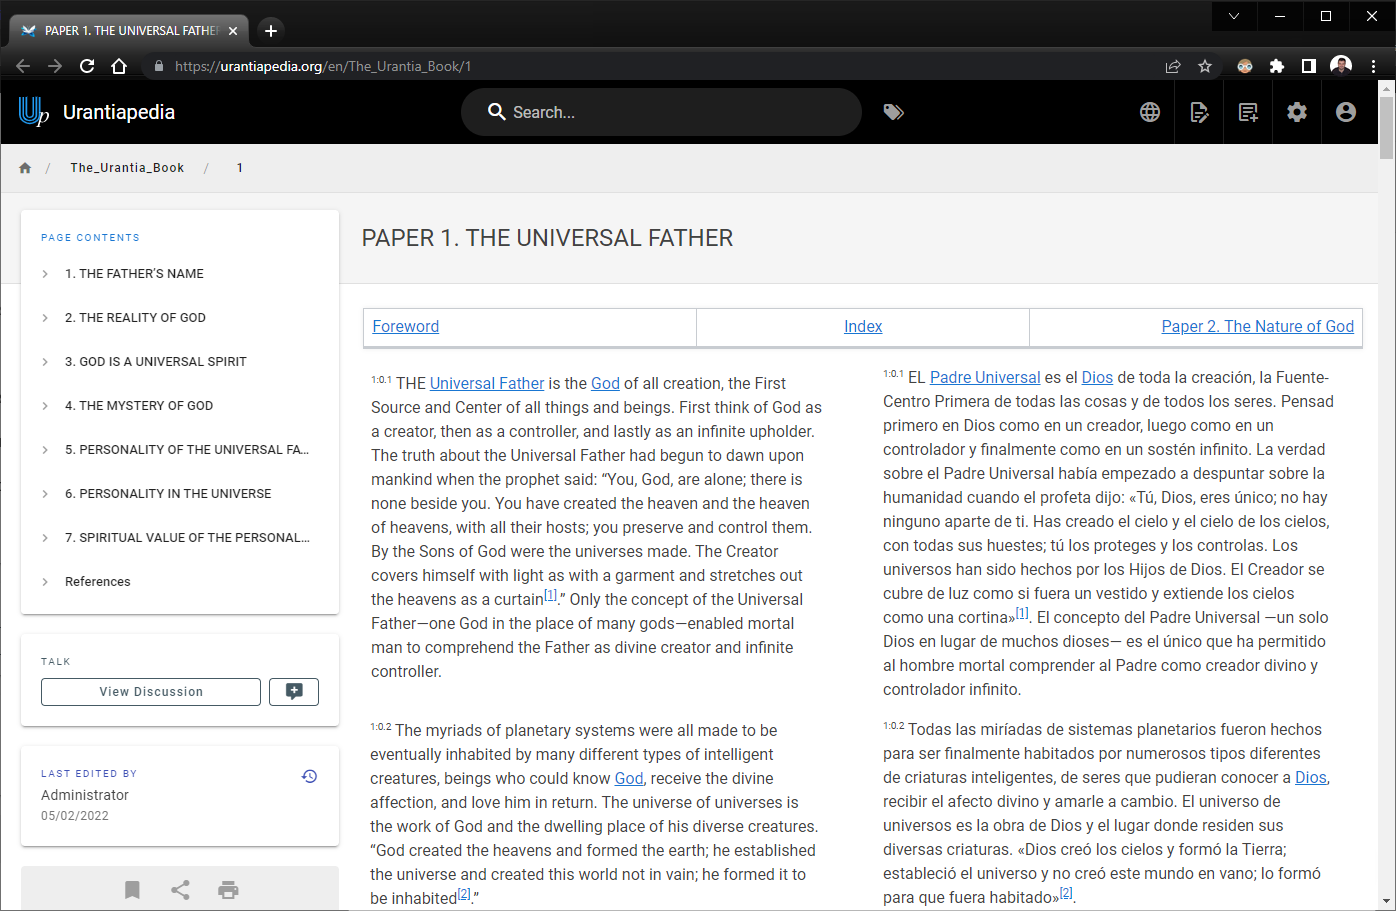 PAPER 1. THE UNIVERSAL FATHE
https://urantiapedia.org/en/The_Urantia_Book/1
Up Urantiapedia
Search...
The_Urantia_Book / 1
PAGE CONTENTS
1. THE FATHER'S NAME
2. THE REALITY OF GOD
3. GOD IS A UNIVERSAL SPIRIT
4. THE MYSTERY OF GOD
5. PERSONALITY OF THE UNIVERSAL FA...
6. PERSONALITY IN THE UNIVERSE
7. SPIRITUAL VALUE OF THE PERSONAL...
References
TALK
View Discussion
LAST EDITED BY
Administrator
05/02/2022
PAPER 1. THE UNIVERSAL FATHER
Foreword
Index
Paper 2. The Nature of God
1:0.1 THE Universal Father is the God of all creation, the First
Source and Center of all things and beings. First think of God as
a creator, then as a controller, and lastly as an infinite upholder.
The truth about the Universal Father had begun to dawn upon
mankind when the prophet said: “You, God, are alone; there is
none beside you. You have created the heaven and the heaven
of heavens, with all their hosts; you preserve and control them.
By the Sons of God were the universes made. The Creator
covers himself with light as with a garment and stretches out
the heavens as a curtain[1].” Only the concept of the Universal
Father—one God in the place of many gods—enabled mortal
man to comprehend the Father as divine creator and infinite
controller.
1:0.2 The myriads of planetary systems were all made to be
eventually inhabited by many different types of intelligent
creatures, beings who could know God, receive the divine
affection, and love him in return. The universe of universes is
the work of God and the dwelling place of his diverse creatures.
“God created the heavens and formed the earth; he established
the universe and created this world not in vain; he formed it to
be inhabited[2].”
1:0.1 EL Padre Universal es el Dios de toda la creación, la Fuente-
Centro Primera de todas las cosas y de todos los seres. Pensad
primero en Dios como en un creador, luego como en un
controlador y finalmente como en un sostén infinito. La verdad
sobre el Padre Universal había empezado a despuntar sobre la
humanidad cuando el profeta dijo: «Tú, Dios, eres único; no hay
ninguno aparte de ti. Has creado el cielo y el cielo de los cielos,
con todas sus huestes; tú los proteges y los controlas. Los
universos han sido hechos por los Hijos de Dios. El Creador se
cubre de luz como si fuera un vestido y extiende los cielos
como una cortina»[1]. El concepto del Padre Universal —un solo
Dios en lugar de muchos dioses— es el único que ha permitido
al hombre mortal comprender al Padre como creador divino y
controlador infinito.
1:0.2 Todas las miríadas de sistemas planetarios fueron hechos
para ser finalmente habitados por numerosos tipos diferentes
de criaturas inteligentes, de seres que pudieran conocer a Dios,
recibir el afecto divino y amarle a cambio. El universo de
universos es la obra de Dios y el lugar donde residen sus
diversas criaturas. «Dios creó los cielos y formó la Tierra;
estableció el universo y no creó este mundo en vano; lo formó
para que fuera habitado»[2].